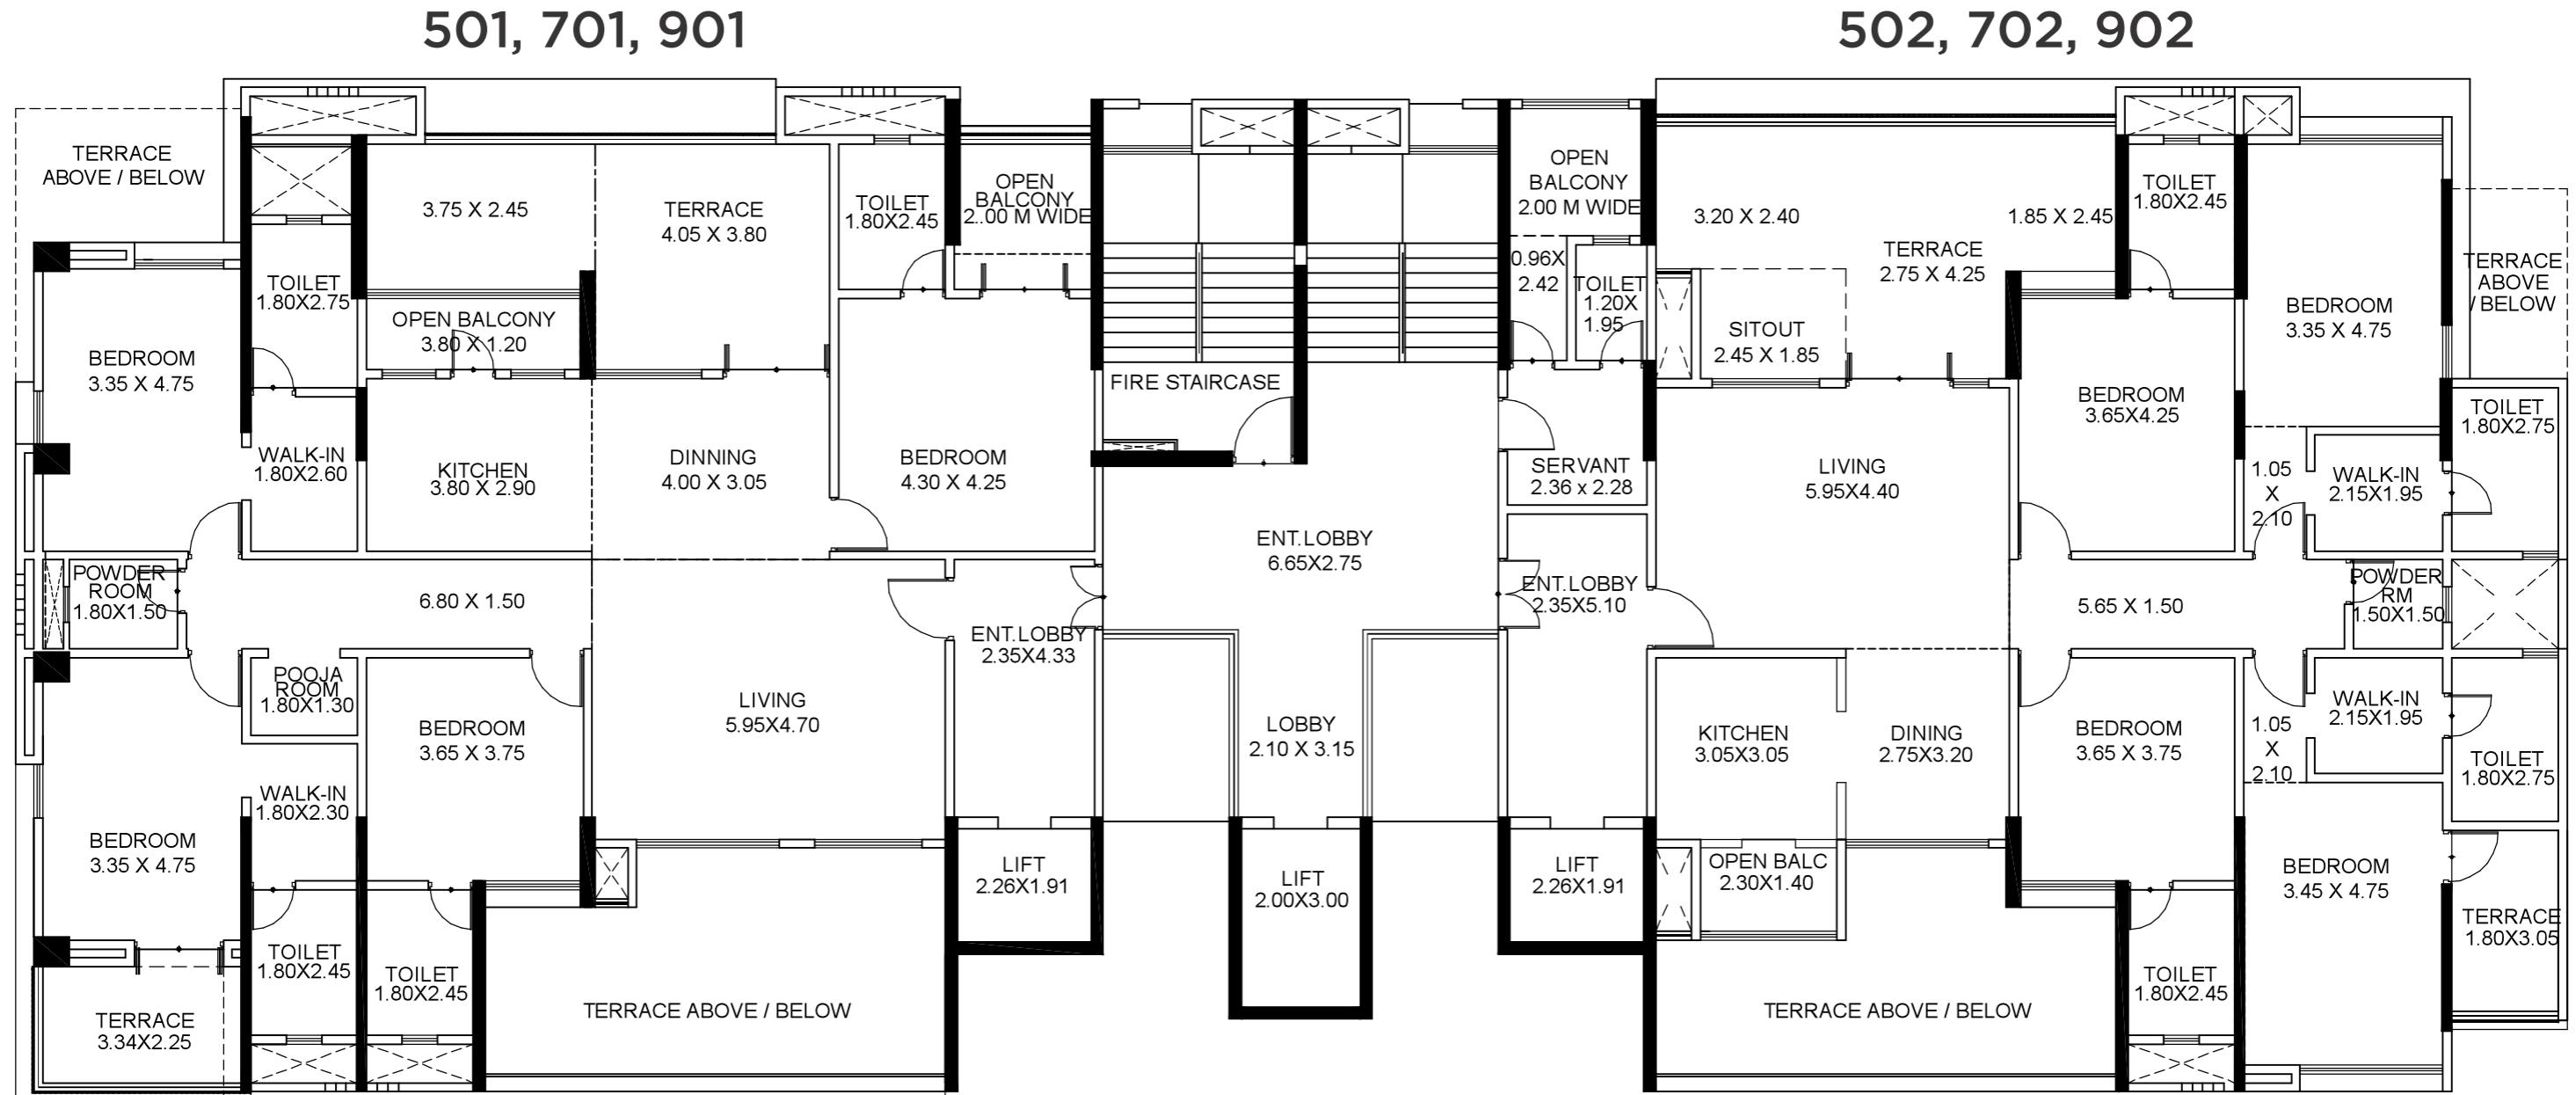 501, 701, 901
502, 702, 902
TERRACE
ABOVE / BELOW
3.75 X 2.45
TERRACE
4.05 X 3.80
TOILET
1.80X2.45
OPEN
BALCONY
2..00 M WIDE
TOILET
1.80X2.75
OPEN BALCONY
3.80 X 1.20
BEDROOM
3.35 X 4.75
WALK-IN
1.80X2.60
KITCHEN
3.80 X 2.90
DINNING
4.00 X 3.05
BEDROOM
4.30 X 4.25
POWDER
ROOM
1.80X1.50
6.80 X 1.50
ENT.LOBBY
2.35X4.33
POOJA
ROOM
1.80X1.30
BEDROOM
3.65 X 3.75
LIVING
5.95X4.70
WALK-IN
1.80X2.30
BEDROOM
3.35 X 4.75
LIFT
2.26X1.91
TOILET
1.80X2.45
TOILET
1.80X2.45
TERRACE
3.34X2.25
TERRACE ABOVE / BELOW
FIRE STAIRCASE
ENT.LOBBY
6.65X2.75
LOBBY
2.10 X 3.15
LIFT
2.00X3.00
OPEN
BALCONY
2.00 M WIDE
0.96X
2.42
TOILET
1.20X
1.95
SERVANT
2.36 x 2.28
ENT.LOBBY
2.35X5.10
LIFT
2.26X1.91
3.20 X 2.40
1.85 X 2.45
TERRACE
2.75 X 4.25
SITOUT
2.45 X 1.85
TOILET
1.80X2.45
BEDROOM
3.35 X 4.75
TERRACE
ABOVE
/ BELOW
BEDROOM
3.65X4.25
TOILET
1.80X2.75
LIVING
5.95X4.40
1.05
X
2.10
WALK-IN
2.15X1.95
5.65 X 1.50
POWDER
RM
1.50X1.50
KITCHEN
3.05X3.05
DINING
2.75X3.20
BEDROOM
3.65 X 3.75
1.05
X
2.10
WALK-IN
2.15X1.95
TOILET
1.80X2.75
OPEN BALC
2.30X1.40
BEDROOM
3.45 X 4.75
TERRACE
1.80X3.05
TOILET
1.80X2.45
TERRACE ABOVE / BELOW